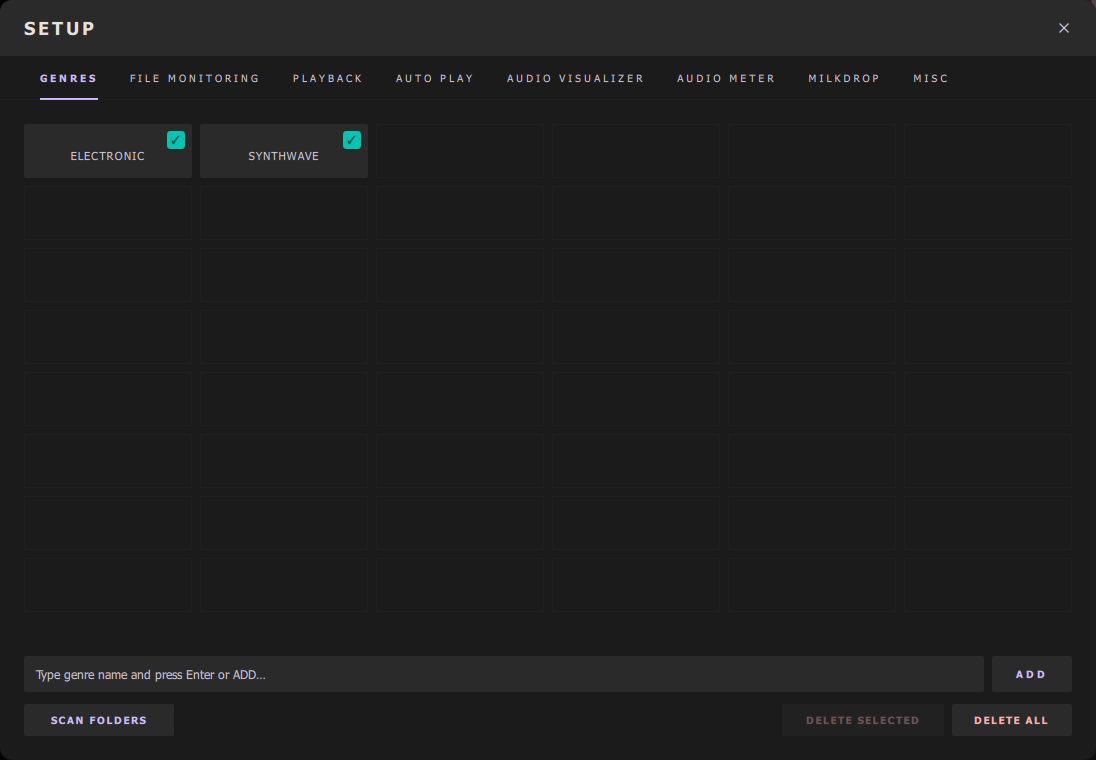 SETUP
×
GENRES FILE MONITORING PLAYBACK AUTO PLAY AUDIO VISUALIZER AUDIO METER MILKDROP MISC
✓ ✓
ELECTRONIC SYNTHWAVE
Type genre name and press Enter or ADD... ADD
SCAN FOLDERS DELETE SELECTED DELETE ALL